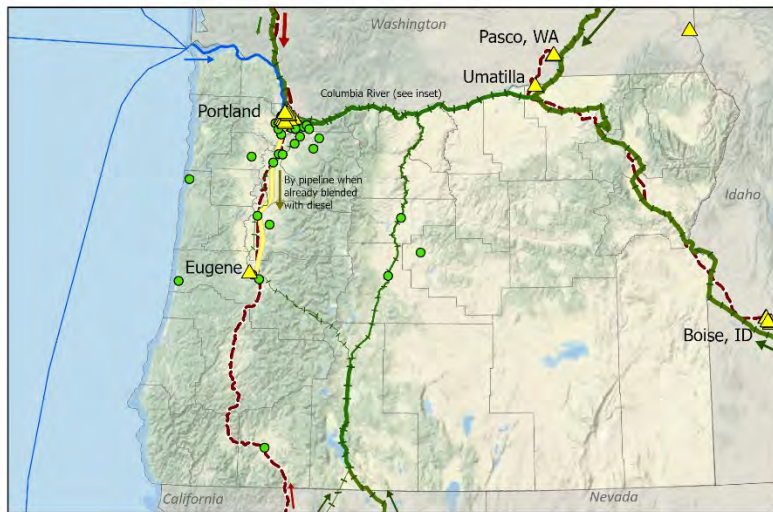 Washington
Pasco, WA
Umatilla
Columbia River (see inset)
Portland
By pipeline when
already blended
with diesel
Idaho
Eugene
Boise, ID
California
Nevada